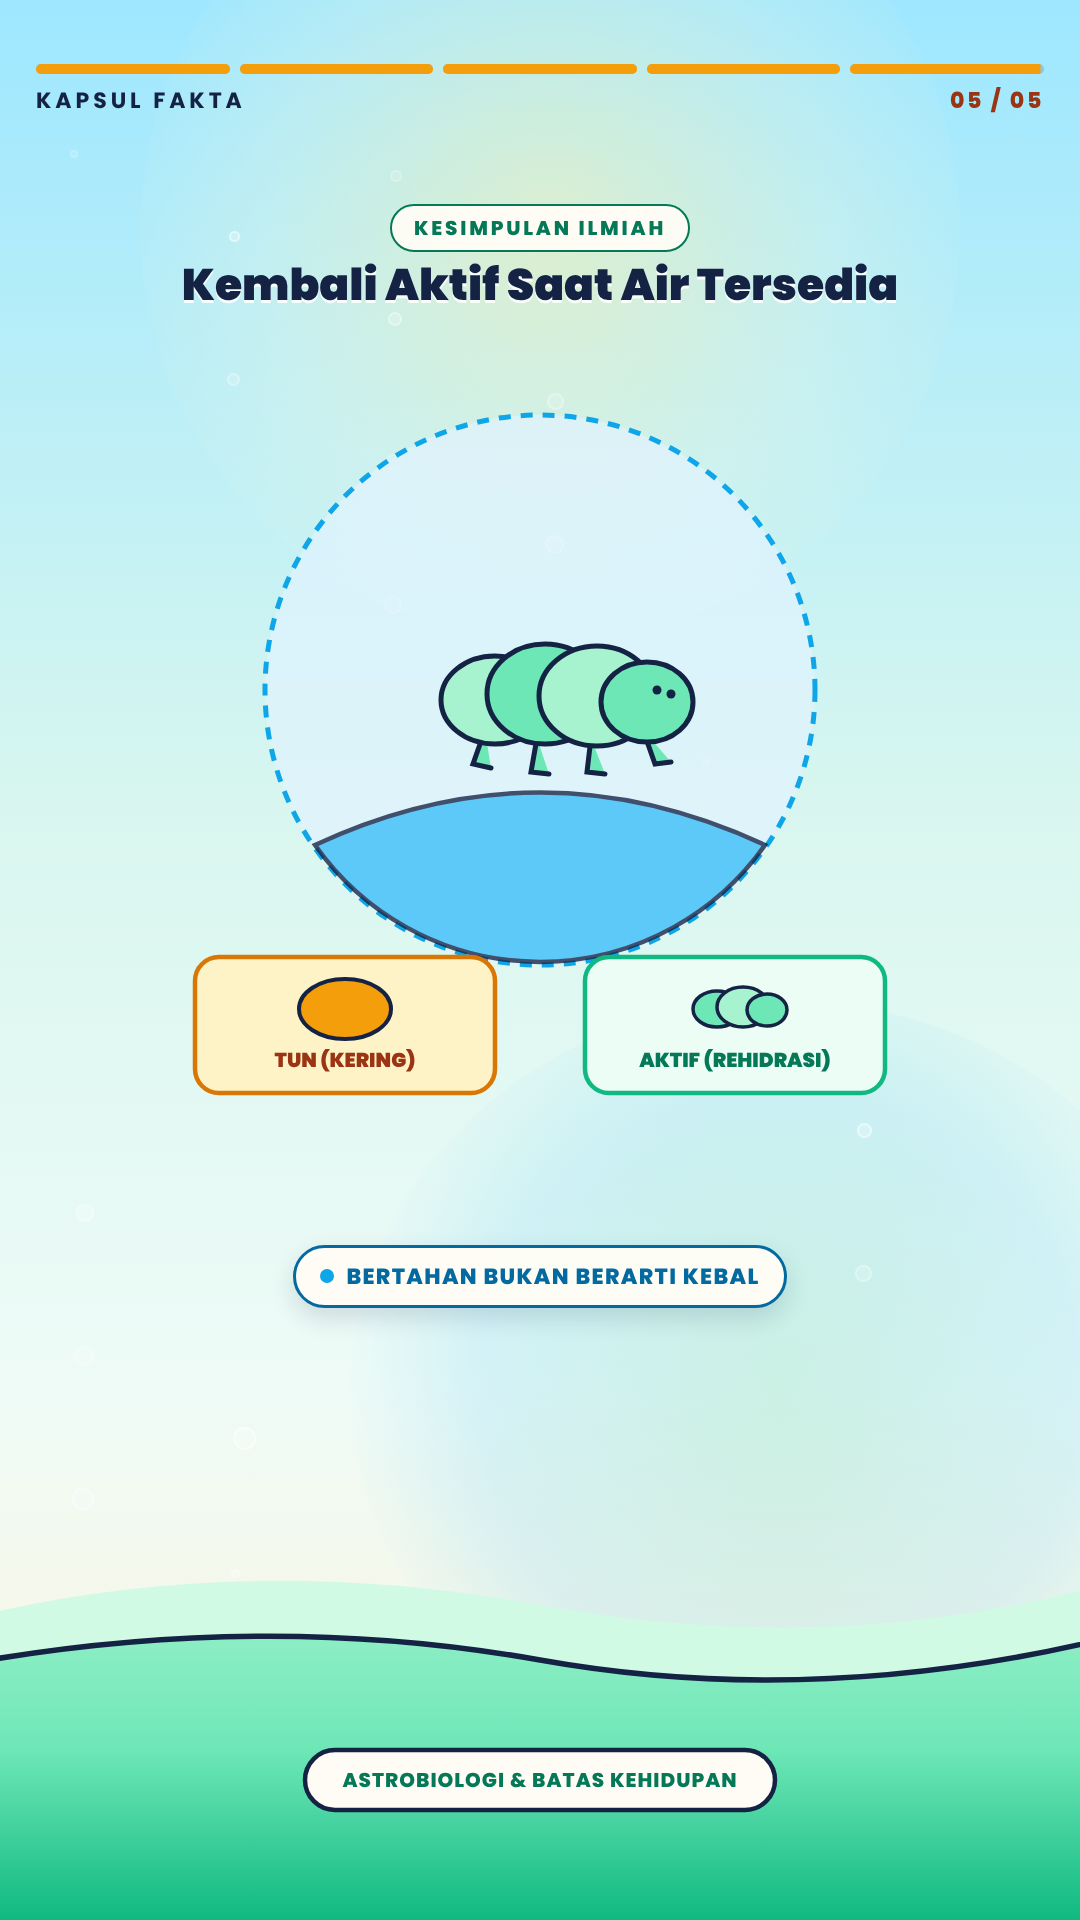 KAPSUL FAKTA
05 / 05
KESIMPULAN ILMIAH
Kembali Aktif Saat Air Tersedia
TUN (KERING)
AKTIF (REHIDRASI)
BERTAHAN BUKAN BERARTI KEBAL
ASTROBIOLOGI & BATAS KEHIDUPAN